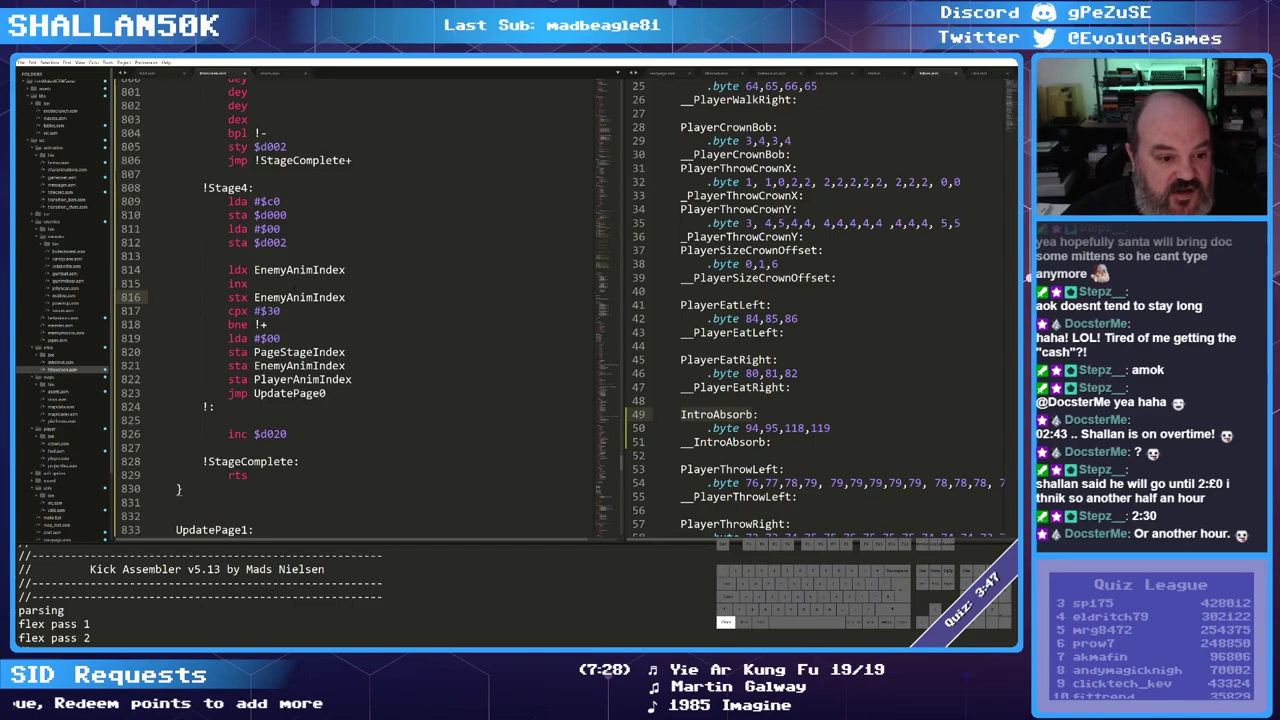 SHALLAN50K
Last Sub: madbeagle81
Discord gPeZuSE
Twitter @EvoluteGames
801 dey
802 dey
803 dex
804 bpl !-
805 sty $d002
806 jmp !StageComplete+
807
808 !Stage4:
809 lda #$c0
810 sta $d000
811 lda #$00
812 sta $d002
813
814 ldx EnemyAnimIndex
815 inx
816 stx EnemyAnimIndex
817 cpx #$30
818 bne !+
819 lda #$00
820 sta PageStageIndex
821 sta EnemyAnimIndex
822 sta PlayerAnimIndex
823 jmp UpdatePage0
824 !:
825
826 inc $d020
827
828 !StageComplete:
829 rts
830 }
831
832
833 UpdatePage1:
25 .byte 64,65,66,65
26 __PlayerWalkRight:
27
28 PlayerCrownBob:
29 .byte 3,4,3,4
30 __PlayerCrownBob:
31 PlayerThrowCrownX:
32 .byte 1, 1,0,2,2, 2,2,2,2,2, 2,2,2, 0,0
33 __PlayerThrowCrownX:
34 PlayerThrowCrownY:
35 .byte 3, 4,5,4,4, 4,4,4,4 ,4,4,4, 5,5
36 __PlayerThrowCrownY:
37 PlayerSizeCrownOffset:
38 .byte 0,1,6
39 __PlayerSizeCrownOffset:
40
41 PlayerEatLeft:
42 .byte 84,85,86
43 __PlayerEatLeft:
44
45 PlayerEatRight:
46 .byte 80,81,82
47 __PlayerEatRight:
48
49 IntroAbsorb:
50 .byte 94,95,118,119
51 __IntroAbsorb:
52
53 PlayerThrowLeft:
54 .byte 76,77,78,79, 79,79,79,79, 78,78,78, 7
55 __PlayerThrowLeft:
56
57 PlayerThrowRight:
yea hopefully santa will bring doc
some mittens so he cant type
anymore
Stepz__:
aok doesnt tend to stay long
DocsterMe:
haha! LOL! Tired of me getting the
"cash"?!
Stepz__: amok
Stepz__:
@DocsterMe yea haha
DocsterMe:
02:43 .. Shallan is on overtime!
DocsterMe: ?
Stepz__:
shallan said he will go until 2:£0 i
thnik so another half an hour
Stepz__: 2:30
DocsterMe: Or another hour.
//----------------------------------------------
// Kick Assembler v5.13 by Mads Nielsen
//----------------------------------------------
parsing
flex pass 1
flex pass 2
Quiz: 3:47
Quiz League
3 sp175 428012
4 eldritch79 302122
5 mrg8472 254375
6 prow7 248850
7 akmafin 96806
8 andymagicknigh 70002
9 clicktech_kev 43324
10 fittrend 35829
SID Requests
ue, Redeem points to add more
(7:28) Yie Ar Kung Fu 19/19
Martin Galway
1985 Imagine